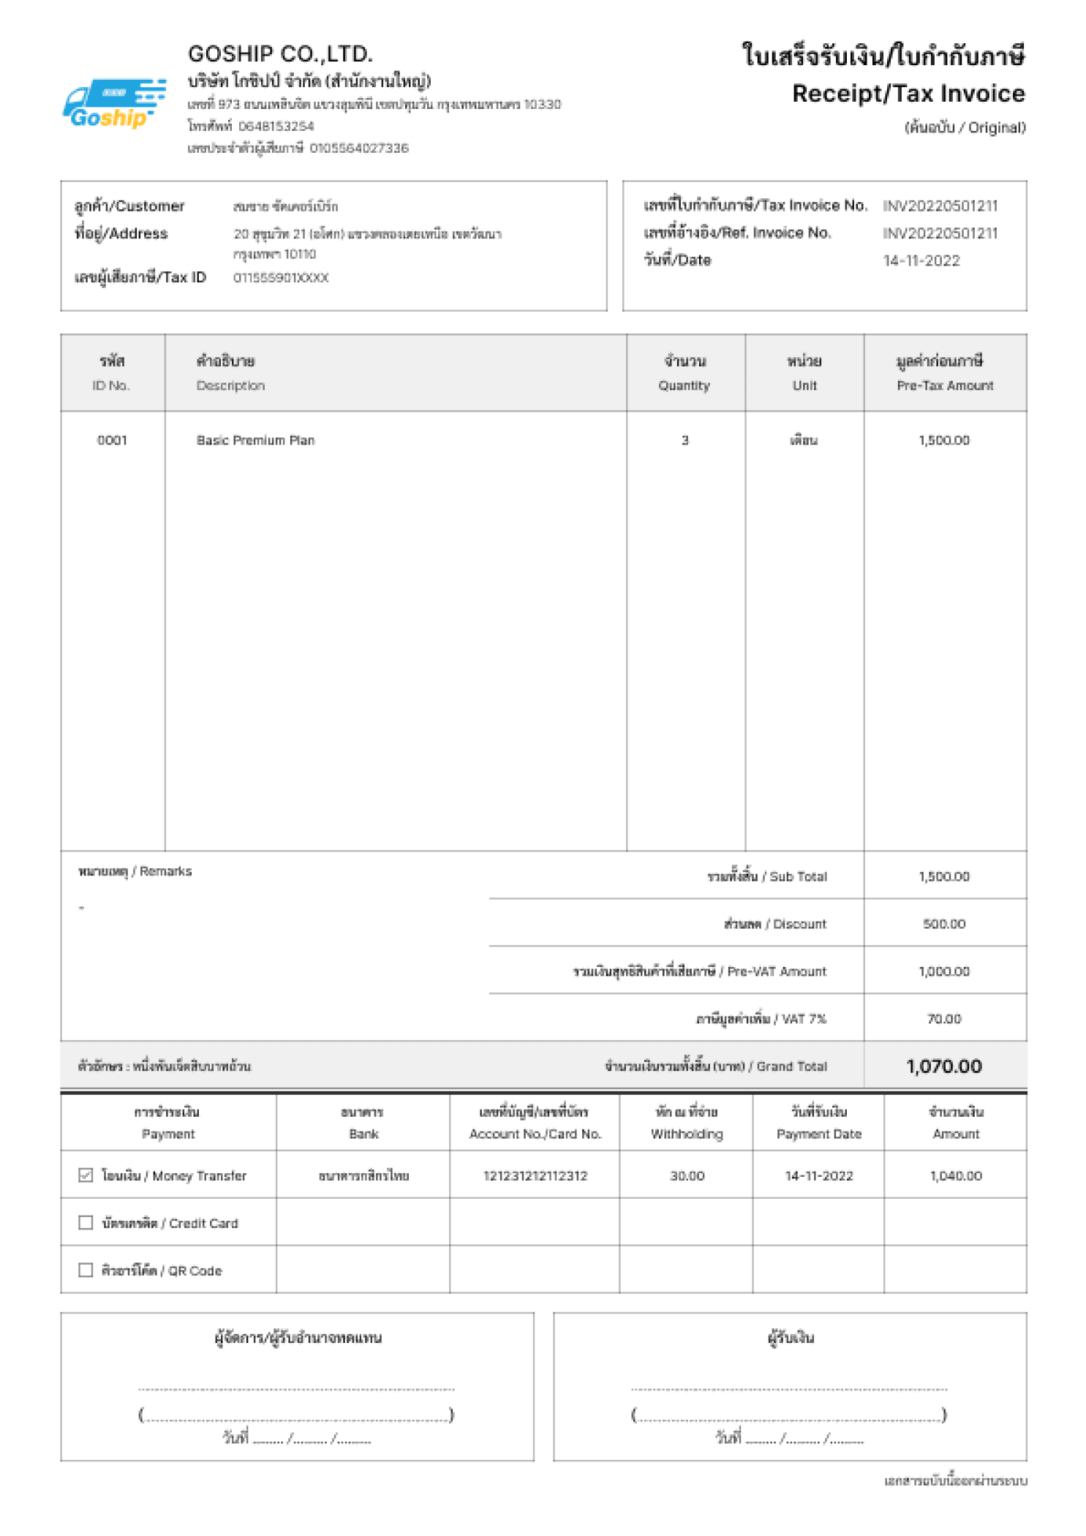 Goship
GOSHIP CO.,LTD.
บริษัท โกชิปป์ จำกัด (สำนักงานใหญ่)
เลขที่ 973 ถนนเพลินจิต แขวงลุมพินี เขตปทุมวัน กรุงเทพมหานคร 10330
โทรศัพท์ 0648153254
เลขประจำตัวผู้เสียภาษี 0105564027336
ใบเสร็จรับเงิน/ใบกำกับภาษี
Receipt/Tax Invoice
(ต้นฉบับ / Original)
ลูกค้า/Customer สมชาย ซัคเคอร์เบิร์ก
ที่อยู่/Address 20 สุขุมวิท 21 (อโศก) แขวงคลองเตยเหนือ เขตวัฒนา
กรุงเทพฯ 10110
เลขผู้เสียภาษี/Tax ID 011555901XXXX
เลขที่ใบกำกับภาษี/Tax Invoice No. INV20220501211
เลขที่อ้างอิง/Ref. Invoice No. INV20220501211
วันที่/Date 14-11-2022
รหัส คำอธิบาย จำนวน หน่วย มูลค่าก่อนภาษี
ID No. Description Quantity Unit Pre-Tax Amount
0001 Basic Premium Plan 3 เดือน 1,500.00
หมายเหตุ / Remarks
-
รวมทั้งสิ้น / Sub Total 1,500.00
ส่วนลด / Discount 500.00
รวมเงินสุทธิสินค้าที่เสียภาษี / Pre-VAT Amount 1,000.00
ภาษีมูลค่าเพิ่ม / VAT 7% 70.00
ตัวอักษร : หนึ่งพันเจ็ดสิบบาทถ้วน จำนวนเงินรวมทั้งสิ้น (บาท) / Grand Total 1,070.00
การชำระเงิน ธนาคาร เลขที่บัญชี/เลขที่บัตร หัก ณ ที่จ่าย วันที่รับเงิน จำนวนเงิน
Payment Bank Account No./Card No. Withholding Payment Date Amount
โอนเงิน / Money Transfer ธนาคารกสิกรไทย 121231212112312 30.00 14-11-2022 1,040.00
บัตรเครดิต / Credit Card
คิวอาร์โค้ด / QR Code
ผู้จัดการ/ผู้รับอำนาจทดแทน
(........................................)
วันที่ ........ /......... /.........
ผู้รับเงิน
(........................................)
วันที่ ........ /......... /.........
เอกสารฉบับนี้ออกผ่านระบบ